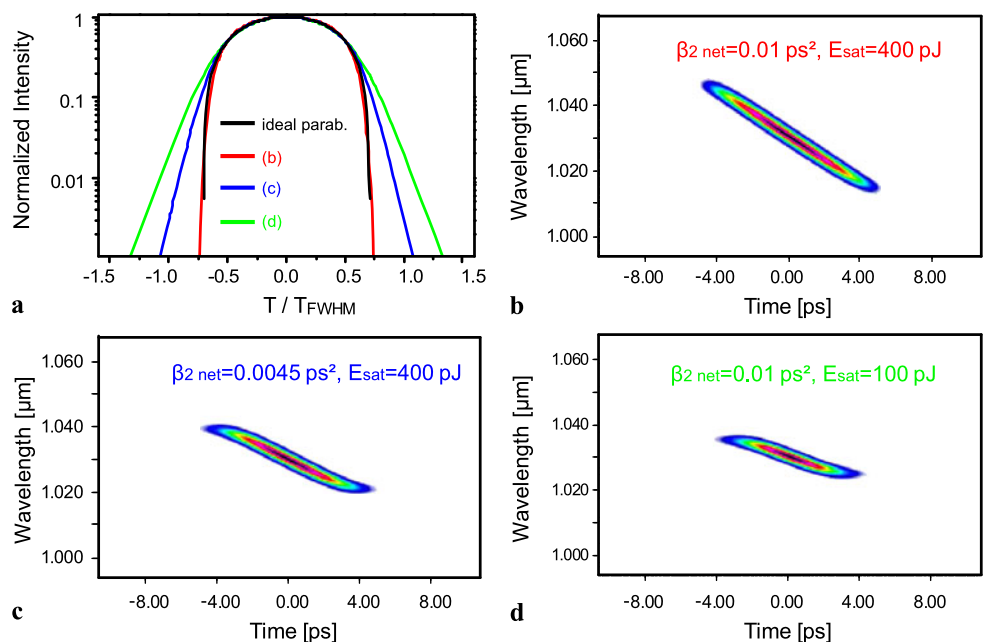 Normalized Intensity
1
0.1
0.01
ideal parab.
(b)
(c)
(d)
-1.5 -1.0 -0.5 0.0 0.5 1.0 1.5
T / TFWHM
a
Wavelength [µm]
1.060
1.040
1.020
1.000
β2 net=0.01 ps², Esat=400 pJ
-8.00 -4.00 0.00 4.00 8.00
Time [ps]
b
Wavelength [µm]
1.060
1.040
1.020
1.000
β2 net=0.0045 ps², Esat=400 pJ
-8.00 -4.00 0.00 4.00 8.00
Time [ps]
c
Wavelength [µm]
1.060
1.040
1.020
1.000
β2 net=0.01 ps², Esat=100 pJ
-8.00 -4.00 0.00 4.00 8.00
Time [ps]
d